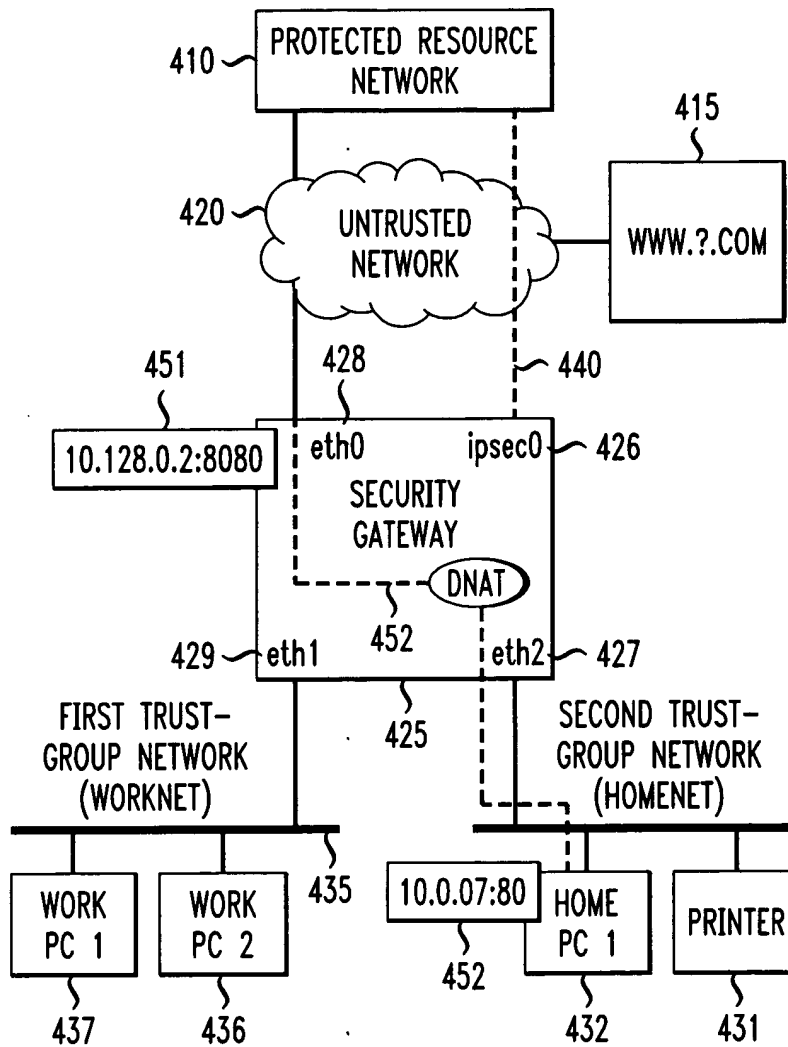 PROTECTED RESOURCE
NETWORK
410
415
420
UNTRUSTED
NETWORK
WWW.?.COM
451
428
440
10.128.0.2:8080
eth0
ipsec0
426
SECURITY
GATEWAY
DNAT
452
429
eth1
eth2
427
FIRST TRUST-
GROUP NETWORK
(WORKNET)
425
SECOND TRUST-
GROUP NETWORK
(HOMENET)
435
WORK
PC 1
WORK
PC 2
10.0.07:80
HOME
PC 1
PRINTER
452
437
436
432
431